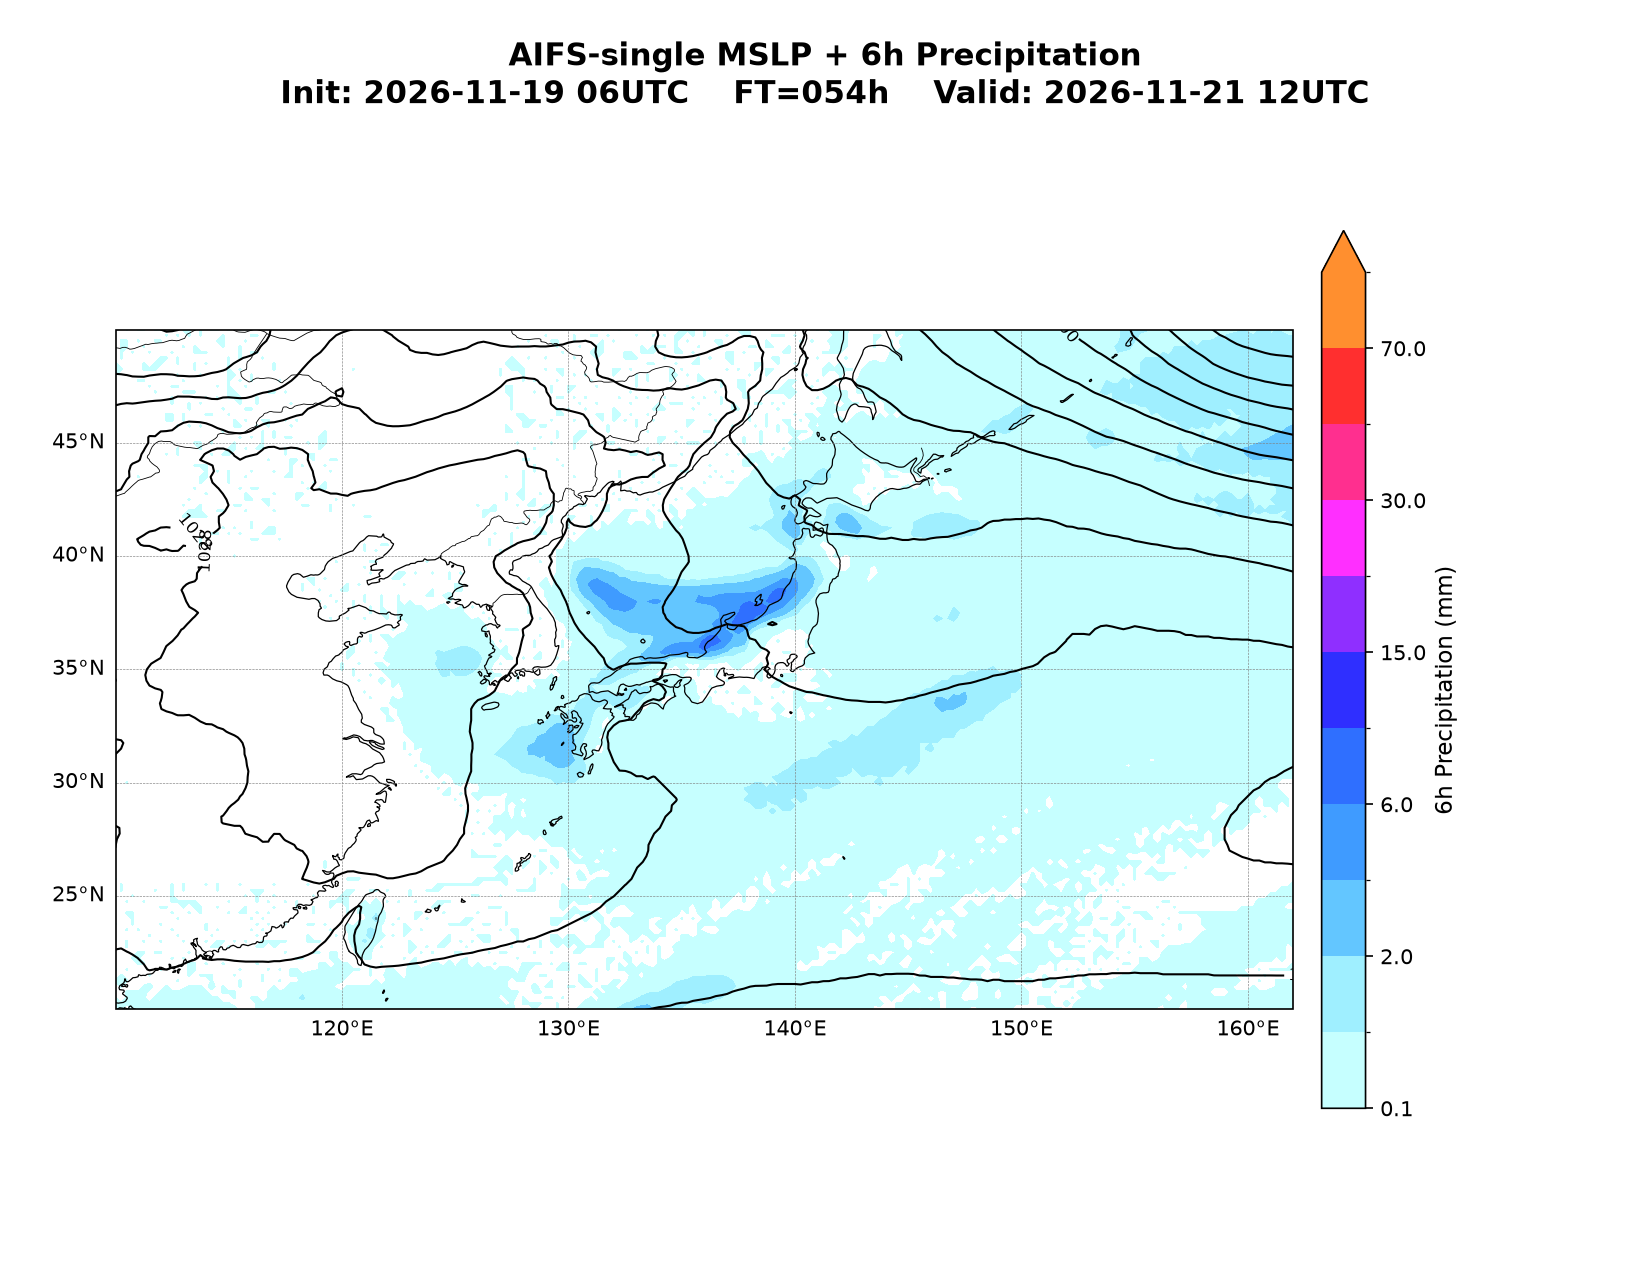 AIFS-single MSLP + 6h Precipitation
Init: 2026-11-19 06UTC    FT=054h    Valid: 2026-11-21 12UTC
70.0
30.0
15.0
6.0
2.0
0.1
6h Precipitation (mm)
45°N
40°N
35°N
30°N
25°N
1028
120°E
130°E
140°E
150°E
160°E